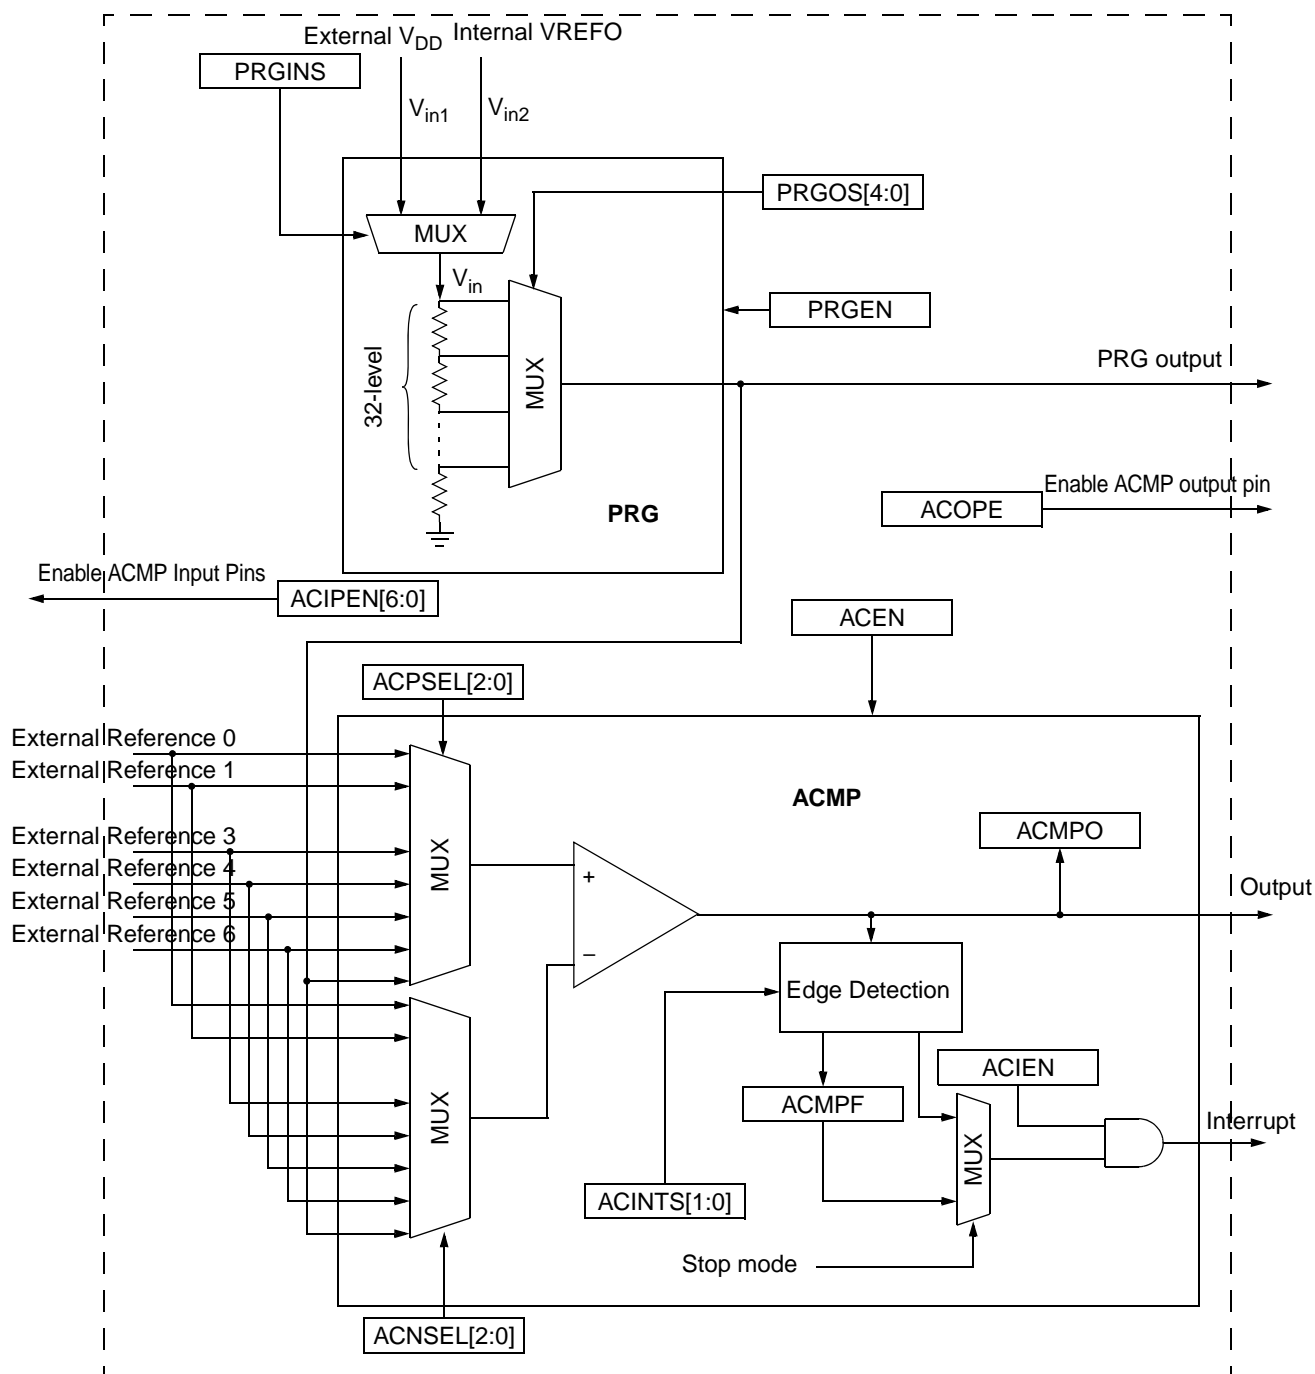 External VDD Internal VREFO
PRGINS
Vin1 Vin2
PRGOS[4:0]
MUX
Vin
PRGEN
32-level
MUX
PRG output
PRG
Enable ACMP output pin
ACOPE
Enable ACMP Input Pins
ACIPEN[6:0]
ACEN
ACPSEL[2:0]
External Reference 0
External Reference 1
External Reference 3
External Reference 4
External Reference 5
External Reference 6
MUX
ACMP
ACMPO
+
−
Output
Edge Detection
MUX
ACIEN
ACMPF
Interrupt
MUX
ACINTS[1:0]
Stop mode
ACNSEL[2:0]